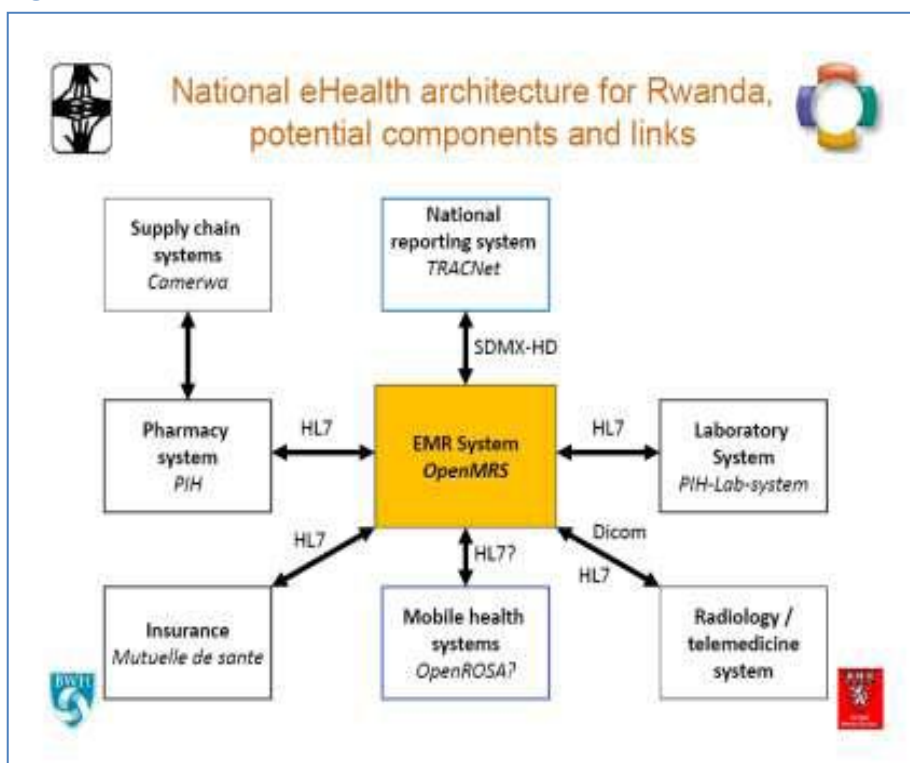 National eHealth architecture for Rwanda,
potential components and links
Supply chain
systems
Camerwa
National
reporting system
TRACNet
SDMX-HD
Pharmacy
system
PIH
HL7
EMR System
OpenMRS
HL7
Laboratory
System
PIH-Lab-system
HL7
HL7?
Dicom
HL7
Insurance
Mutuelle de sante
Mobile health
systems
OpenROSA?
Radiology /
telemedicine
system
BWH